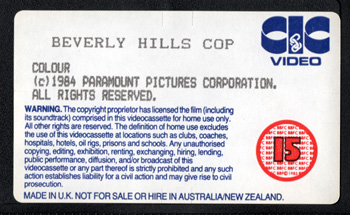 BEVERLY HILLS COP
CIC
VIDEO
COLOUR
(c)1984 PARAMOUNT PICTURES CORPORATION.
ALL RIGHTS RESERVED.
WARNING. The copyright proprietor has licensed the film (including
its soundtrack) comprised in this videocassette for home use only.
All other rights are reserved. The definition of home use excludes
the use of this videocassette at locations such as clubs, coaches,
hospitals, hotels, oil rigs, prisons and schools. Any unauthorised
copying, editing, exhibition, renting, exchanging, hiring, lending,
public performance, diffusion, and/or broadcast of this
videocassette or any part thereof is strictly prohibited and any such
action establishes liability for a civil action and may give rise to civil
prosecution.
15
MADE IN U.K. NOT FOR SALE OR HIRE IN AUSTRALIA/NEW ZEALAND.